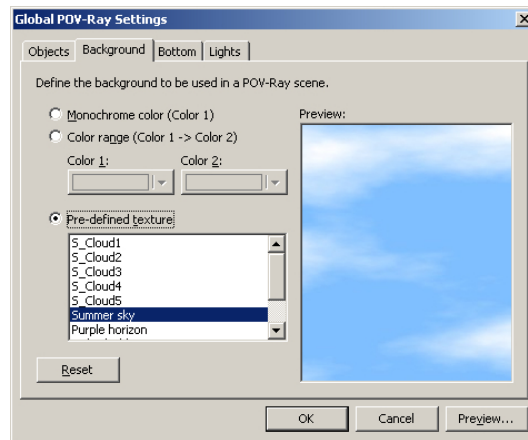 Global POV-Ray Settings
Objects Background Bottom Lights
Define the background to be used in a POV-Ray scene.
Monochrome color (Color 1)
Preview:
Color range (Color 1 -> Color 2)
Color 1: Color 2:
Pre-defined texture
S_Cloud1
S_Cloud2
S_Cloud3
S_Cloud4
S_Cloud5
Summer sky
Purple horizon
Reset
OK Cancel Preview...